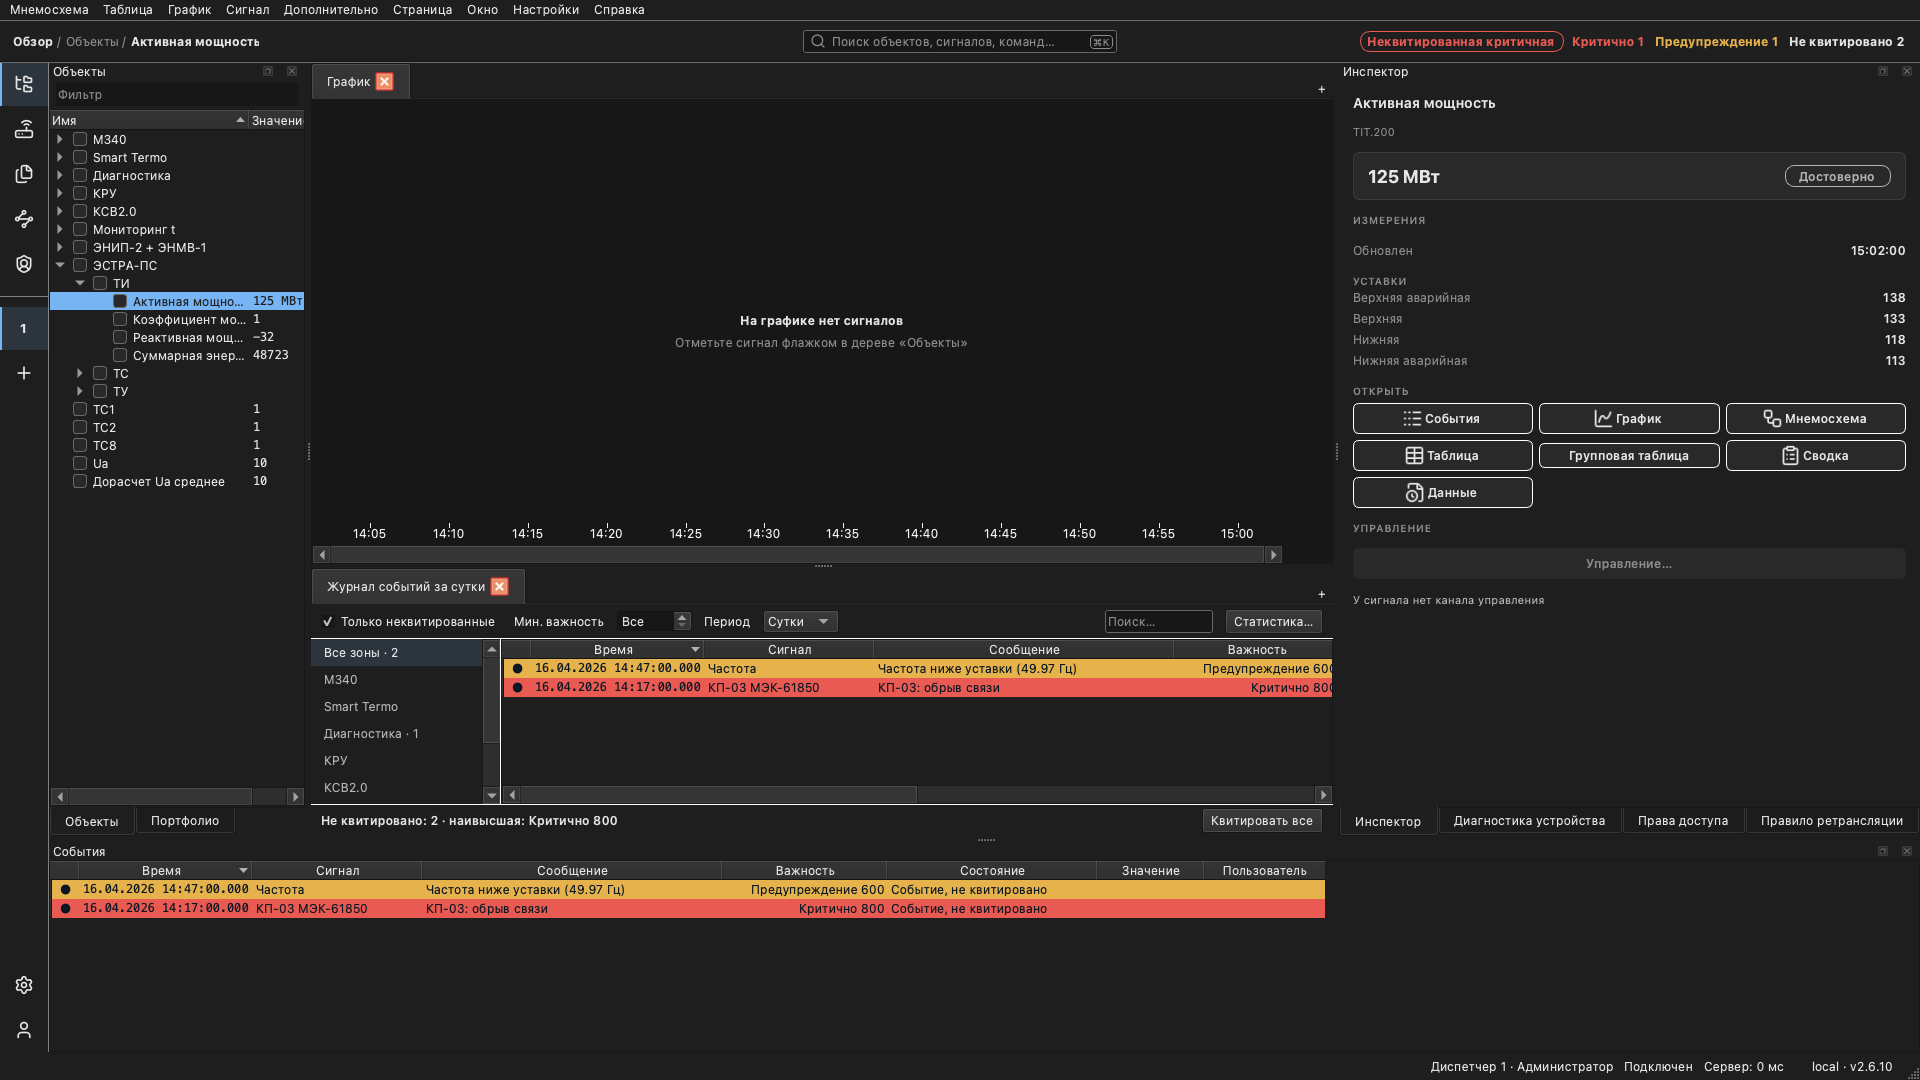 Мнемосхема Таблица График Сигнал Дополнительно Страница Окно Настройки Справка
Обзор / Объекты / Активная мощность
Поиск объектов, сигналов, команд... ⌘K
Неквитированная критичная Критично 1 Предупреждение 1 Не квитировано 2
Объекты
Фильтр
Имя Значени
M340
Smart Termo
Диагностика
КРУ
КСВ2.0
Мониторинг t
ЭНИП-2 + ЭНМВ-1
ЭСТРА-ПС
ТИ
Активная мощно... 125 МВт
Коэффициент мо... 1
Реактивная мощ... −32
Суммарная энер... 48723
ТС
ТУ
ТС1 1
ТС2 1
ТС8 1
Ua 10
Дорасчет Ua среднее 10
Объекты Портфолио
1
График
+
На графике нет сигналов
Отметьте сигнал флажком в дереве «Объекты»
14:05 14:10 14:15 14:20 14:25 14:30 14:35 14:40 14:45 14:50 14:55 15:00
Журнал событий за сутки
+
Только неквитированные Мин. важность Все Период Сутки Поиск... Статистика...
Все зоны · 2
M340
Smart Termo
Диагностика · 1
КРУ
КСВ2.0
Время Сигнал Сообщение Важность
16.04.2026 14:47:00.000 Частота Частота ниже уставки (49.97 Гц) Предупреждение 600
16.04.2026 14:17:00.000 КП-03 МЭК-61850 КП-03: обрыв связи Критично 800
Не квитировано: 2 · наивысшая: Критично 800 Квитировать все
Инспектор
Активная мощность
TIT.200
125 МВт Достоверно
ИЗМЕРЕНИЯ
Обновлен 15:02:00
УСТАВКИ
Верхняя аварийная 138
Верхняя 133
Нижняя 118
Нижняя аварийная 113
ОТКРЫТЬ
События График Мнемосхема
Таблица Групповая таблица Сводка
Данные
УПРАВЛЕНИЕ
Управление...
У сигнала нет канала управления
Инспектор Диагностика устройства Права доступа Правило ретрансляции
События
Время Сигнал Сообщение Важность Состояние Значение Пользователь
16.04.2026 14:47:00.000 Частота Частота ниже уставки (49.97 Гц) Предупреждение 600 Событие, не квитировано
16.04.2026 14:17:00.000 КП-03 МЭК-61850 КП-03: обрыв связи Критично 800 Событие, не квитировано
Диспетчер 1 · Администратор Подключен Сервер: 0 мс local · v2.6.10